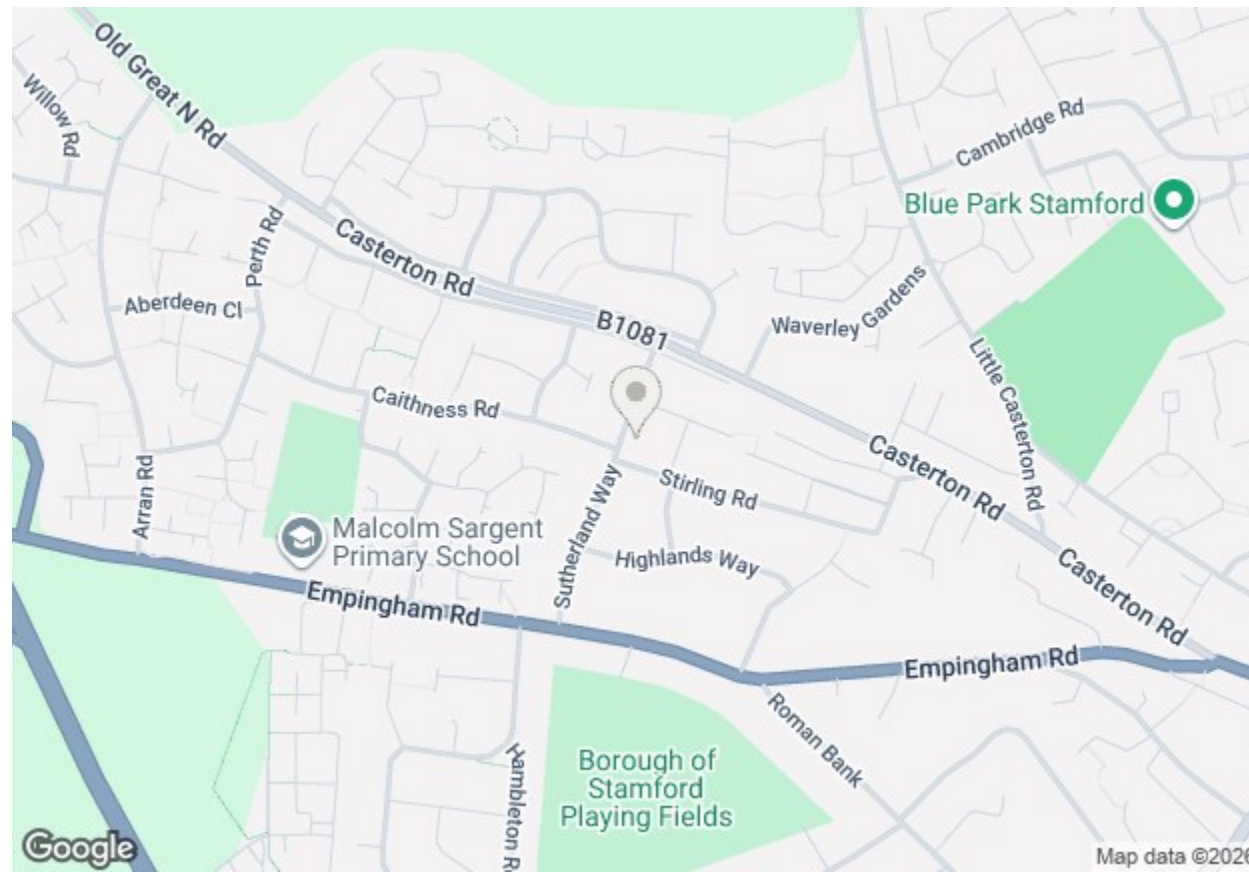 Old Great N Rd
Willow Rd
Cambridge Rd
Blue Park Stamford
Perth Rd
Casterton Rd
Aberdeen Cl
B1081
Waverley Gardens
Little Casterton Rd
Caithness Rd
Casterton Rd
Arran Rd
Stirling Rd
Sutherland Way
Malcolm Sargent
Primary School
Highlands Way
Casterton Rd
Empingham Rd
Empingham Rd
Roman Bank
Hambleton Rd
Borough of
Stamford
Playing Fields
Google
Map data ©2026